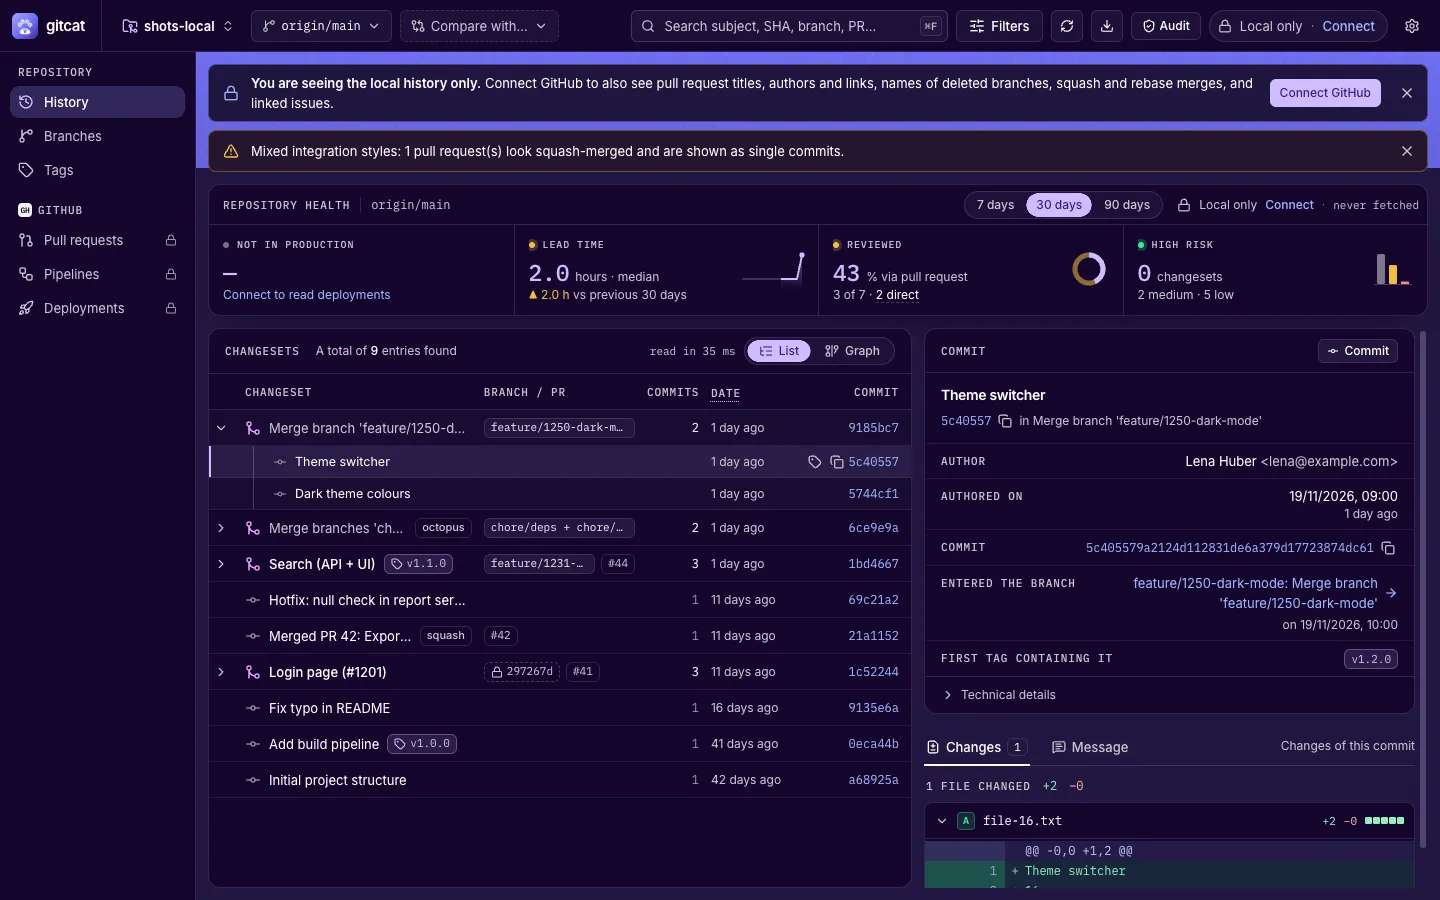 gitcat
shots-local
origin/main
Compare with...
Search subject, SHA, branch, PR...
⌘F
Filters
Audit
Local only · Connect
REPOSITORY
History
Branches
Tags
GH GITHUB
Pull requests
Pipelines
Deployments
You are seeing the local history only. Connect GitHub to also see pull request titles, authors and links, names of deleted branches, squash and rebase merges, and
linked issues.
Connect GitHub
Mixed integration styles: 1 pull request(s) look squash-merged and are shown as single commits.
REPOSITORY HEALTH origin/main
7 days 30 days 90 days
Local only Connect · never fetched
NOT IN PRODUCTION
—
Connect to read deployments
LEAD TIME
2.0 hours · median
▲ 2.0 h vs previous 30 days
REVIEWED
43 % via pull request
3 of 7 · 2 direct
HIGH RISK
0 changesets
2 medium · 5 low
CHANGESETS A total of 9 entries found
read in 35 ms
List Graph
CHANGESET BRANCH / PR COMMITS DATE COMMIT
Merge branch 'feature/1250-d... feature/1250-dark-m… 2 1 day ago 9185bc7
Theme switcher 1 day ago 5c40557
Dark theme colours 1 day ago 5744cf1
Merge branches 'ch... octopus chore/deps + chore/… 2 1 day ago 6ce9e9a
Search (API + UI) v1.1.0 feature/1231-… #44 3 1 day ago 1bd4667
Hotfix: null check in report ser... 1 11 days ago 69c21a2
Merged PR 42: Expor... squash #42 1 11 days ago 21a1152
Login page (#1201) 297267d #41 3 11 days ago 1c52244
Fix typo in README 1 16 days ago 9135e6a
Add build pipeline v1.0.0 1 41 days ago 0eca44b
Initial project structure 1 42 days ago a68925a
COMMIT
Commit
Theme switcher
5c40557 in Merge branch 'feature/1250-dark-mode'
AUTHOR Lena Huber <lena@example.com>
AUTHORED ON 19/11/2026, 09:00
1 day ago
COMMIT 5c405579a2124d112831de6a379d17723874dc61
ENTERED THE BRANCH feature/1250-dark-mode: Merge branch
'feature/1250-dark-mode'
on 19/11/2026, 10:00
FIRST TAG CONTAINING IT v1.2.0
Technical details
Changes 1 Message Changes of this commit
1 FILE CHANGED +2 −0
A file-16.txt +2 −0
@@ -0,0 +1,2 @@
1 + Theme switcher